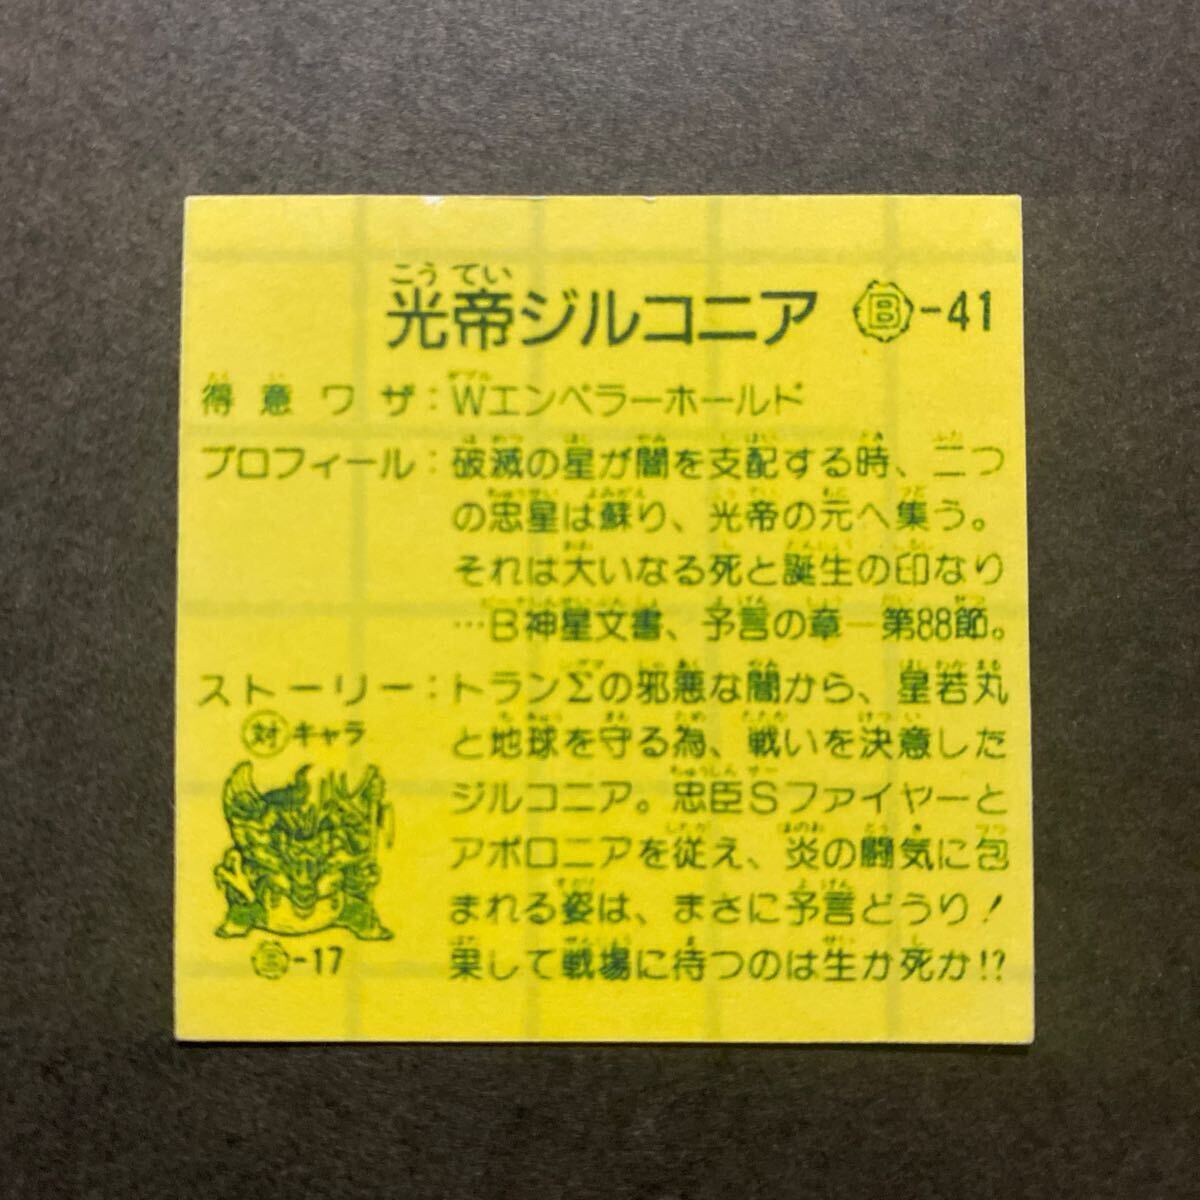 こうてい
光帝ジルコニア Ⓑ-41
得意ワザ：Wエンペラーホールド
プロフィール：破滅の星が闇を支配する時、二つ
の忠星は蘇り、光帝の元へ集う。
それは大いなる死と誕生の印なり
…B神星文書、予言の章—第88節。
ストーリー：トランΣの邪悪な闇から、皇若丸
と地球を守る為、戦いを決意した
ジルコニア。忠臣Sファイヤーと
アポロニアを従え、炎の闘気に包
まれる姿は、まさに予言どうり！
果して戦場に待つのは生か死か!?
対キャラ
-17